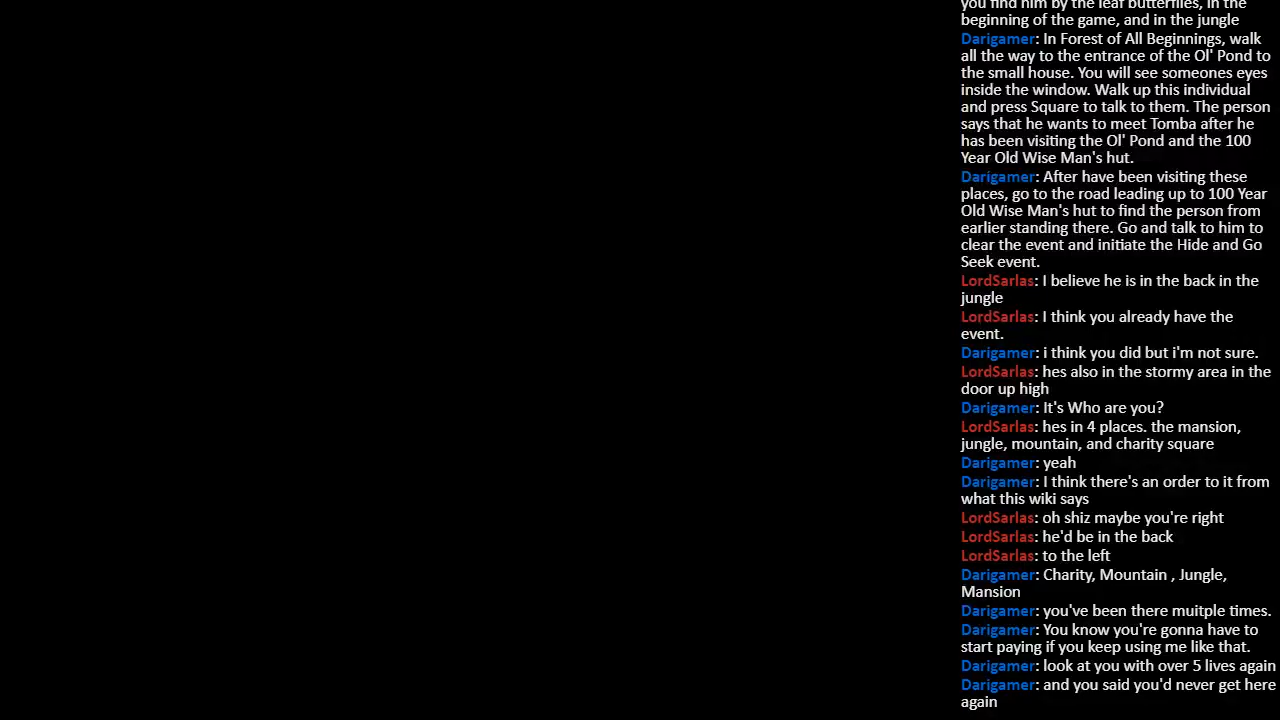 you find him by the leaf butterflies, in the
beginning of the game, and in the jungle
Darigamer: In Forest of All Beginnings, walk
all the way to the entrance of the Ol' Pond to
the small house. You will see someones eyes
inside the window. Walk up this individual
and press Square to talk to them. The person
says that he wants to meet Tomba after he
has been visiting the Ol' Pond and the 100
Year Old Wise Man's hut.
Darigamer: After have been visiting these
places, go to the road leading up to 100 Year
Old Wise Man's hut to find the person from
earlier standing there. Go and talk to him to
clear the event and initiate the Hide and Go
Seek event.
LordSarlas: I believe he is in the back in the
jungle
LordSarlas: I think you already have the
event.
Darigamer: i think you did but i'm not sure.
LordSarlas: hes also in the stormy area in the
door up high
Darigamer: It's Who are you?
LordSarlas: hes in 4 places. the mansion,
jungle, mountain, and charity square
Darigamer: yeah
Darigamer: I think there's an order to it from
what this wiki says
LordSarlas: oh shiz maybe you're right
LordSarlas: he'd be in the back
LordSarlas: to the left
Darigamer: Charity, Mountain , Jungle,
Mansion
Darigamer: you've been there muitple times.
Darigamer: You know you're gonna have to
start paying if you keep using me like that.
Darigamer: look at you with over 5 lives again
Darigamer: and you said you'd never get here
again